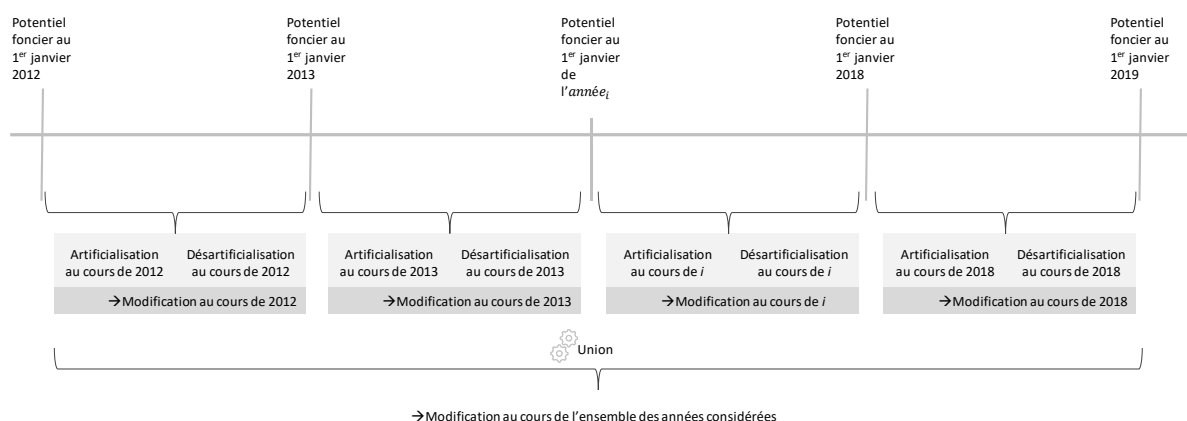 Potentiel
foncier au
1er janvier
2012
Potentiel
foncier au
1er janvier
2013
Potentiel
foncier au
1er janvier
de
l'annéei
Potentiel
foncier au
1er janvier
2018
Potentiel
foncier au
1er janvier
2019
Artificialisation
au cours de 2012
Désartificialisation
au cours de 2012
→Modification au cours de 2012
Artificialisation
au cours de 2013
Désartificialisation
au cours de 2013
→Modification au cours de 2013
Artificialisation
au cours de i
Désartificialisation
au cours de i
→Modification au cours de i
Artificialisation
au cours de 2018
Désartificialisation
au cours de 2018
→Modification au cours de 2018
Union
→Modification au cours de l'ensemble des années considérées